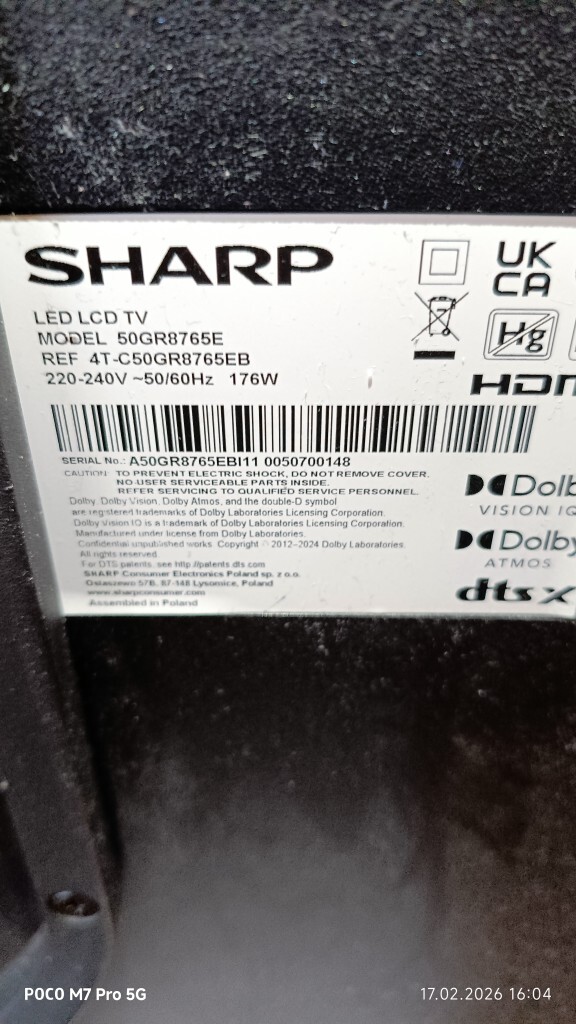 SHARP
UK
CA
LED LCD TV
MODEL 50GR8765E
REF 4T-C50GR8765EB
220-240V ~50/60Hz 176W
Hg
HDM
SERIAL No.: A50GR8765EBI11 0050700148
CAUTION: TO PREVENT ELECTRIC SHOCK, DO NOT REMOVE COVER.
NO USER SERVICEABLE PARTS INSIDE.
REFER SERVICING TO QUALIFIED SERVICE PERSONNEL.
Dolby, Dolby Vision, Dolby Atmos, and the double-D symbol
are registered trademarks of Dolby Laboratories Licensing Corporation.
Dolby Vision IQ is a trademark of Dolby Laboratories Licensing Corporation.
Manufactured under license from Dolby Laboratories.
Confidential unpublished works. Copyright © 2012-2024 Dolby Laboratories.
All rights reserved.
For DTS patents, see http://patents.dts.com
SHARP Consumer Electronics Poland sp. z o.o.
Ostaszewo 57B, 87-148 Lysomice, Poland
www.sharpconsumer.com
Assembled in Poland
Dolb
VISION IQ
Dolby
ATMOS
dts x
POCO M7 Pro 5G
17.02.2026 16:04